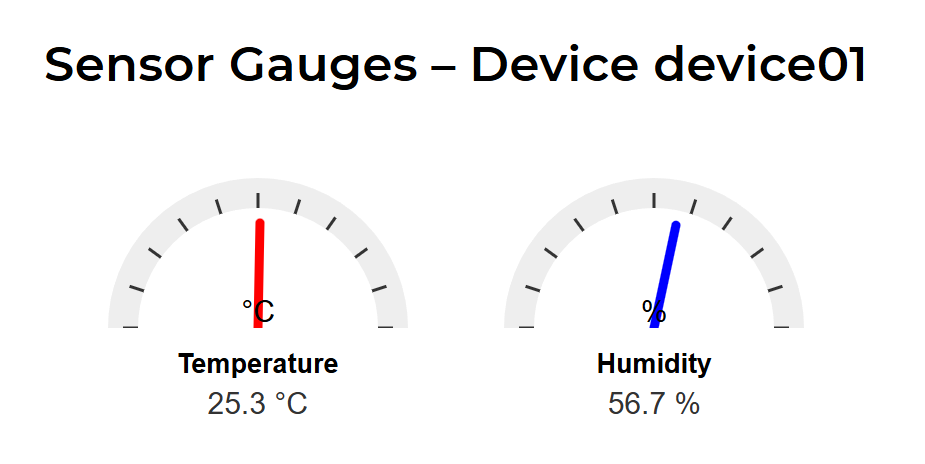 Sensor Gauges – Device device01
°C
%
Temperature
Humidity
25.3 °C
56.7 %